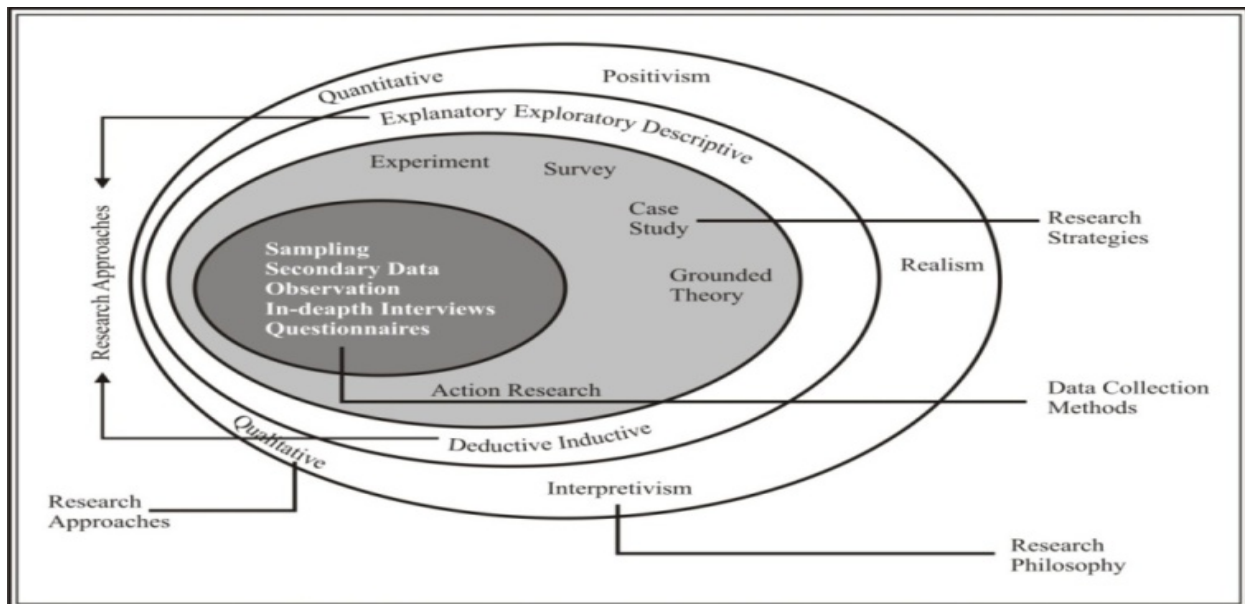 Quantitative
Positivism
Explanatory Exploratory Descriptive
Experiment
Survey
Case
Study
Research
Strategies
Research Approaches
Sampling
Secondary Data
Observation
In-deapth Interviews
Questionnaires
Grounded
Theory
Realism
Action Research
Data Collection
Methods
Qualitative
Deductive Inductive
Interpretivism
Research
Approaches
Research
Philosophy